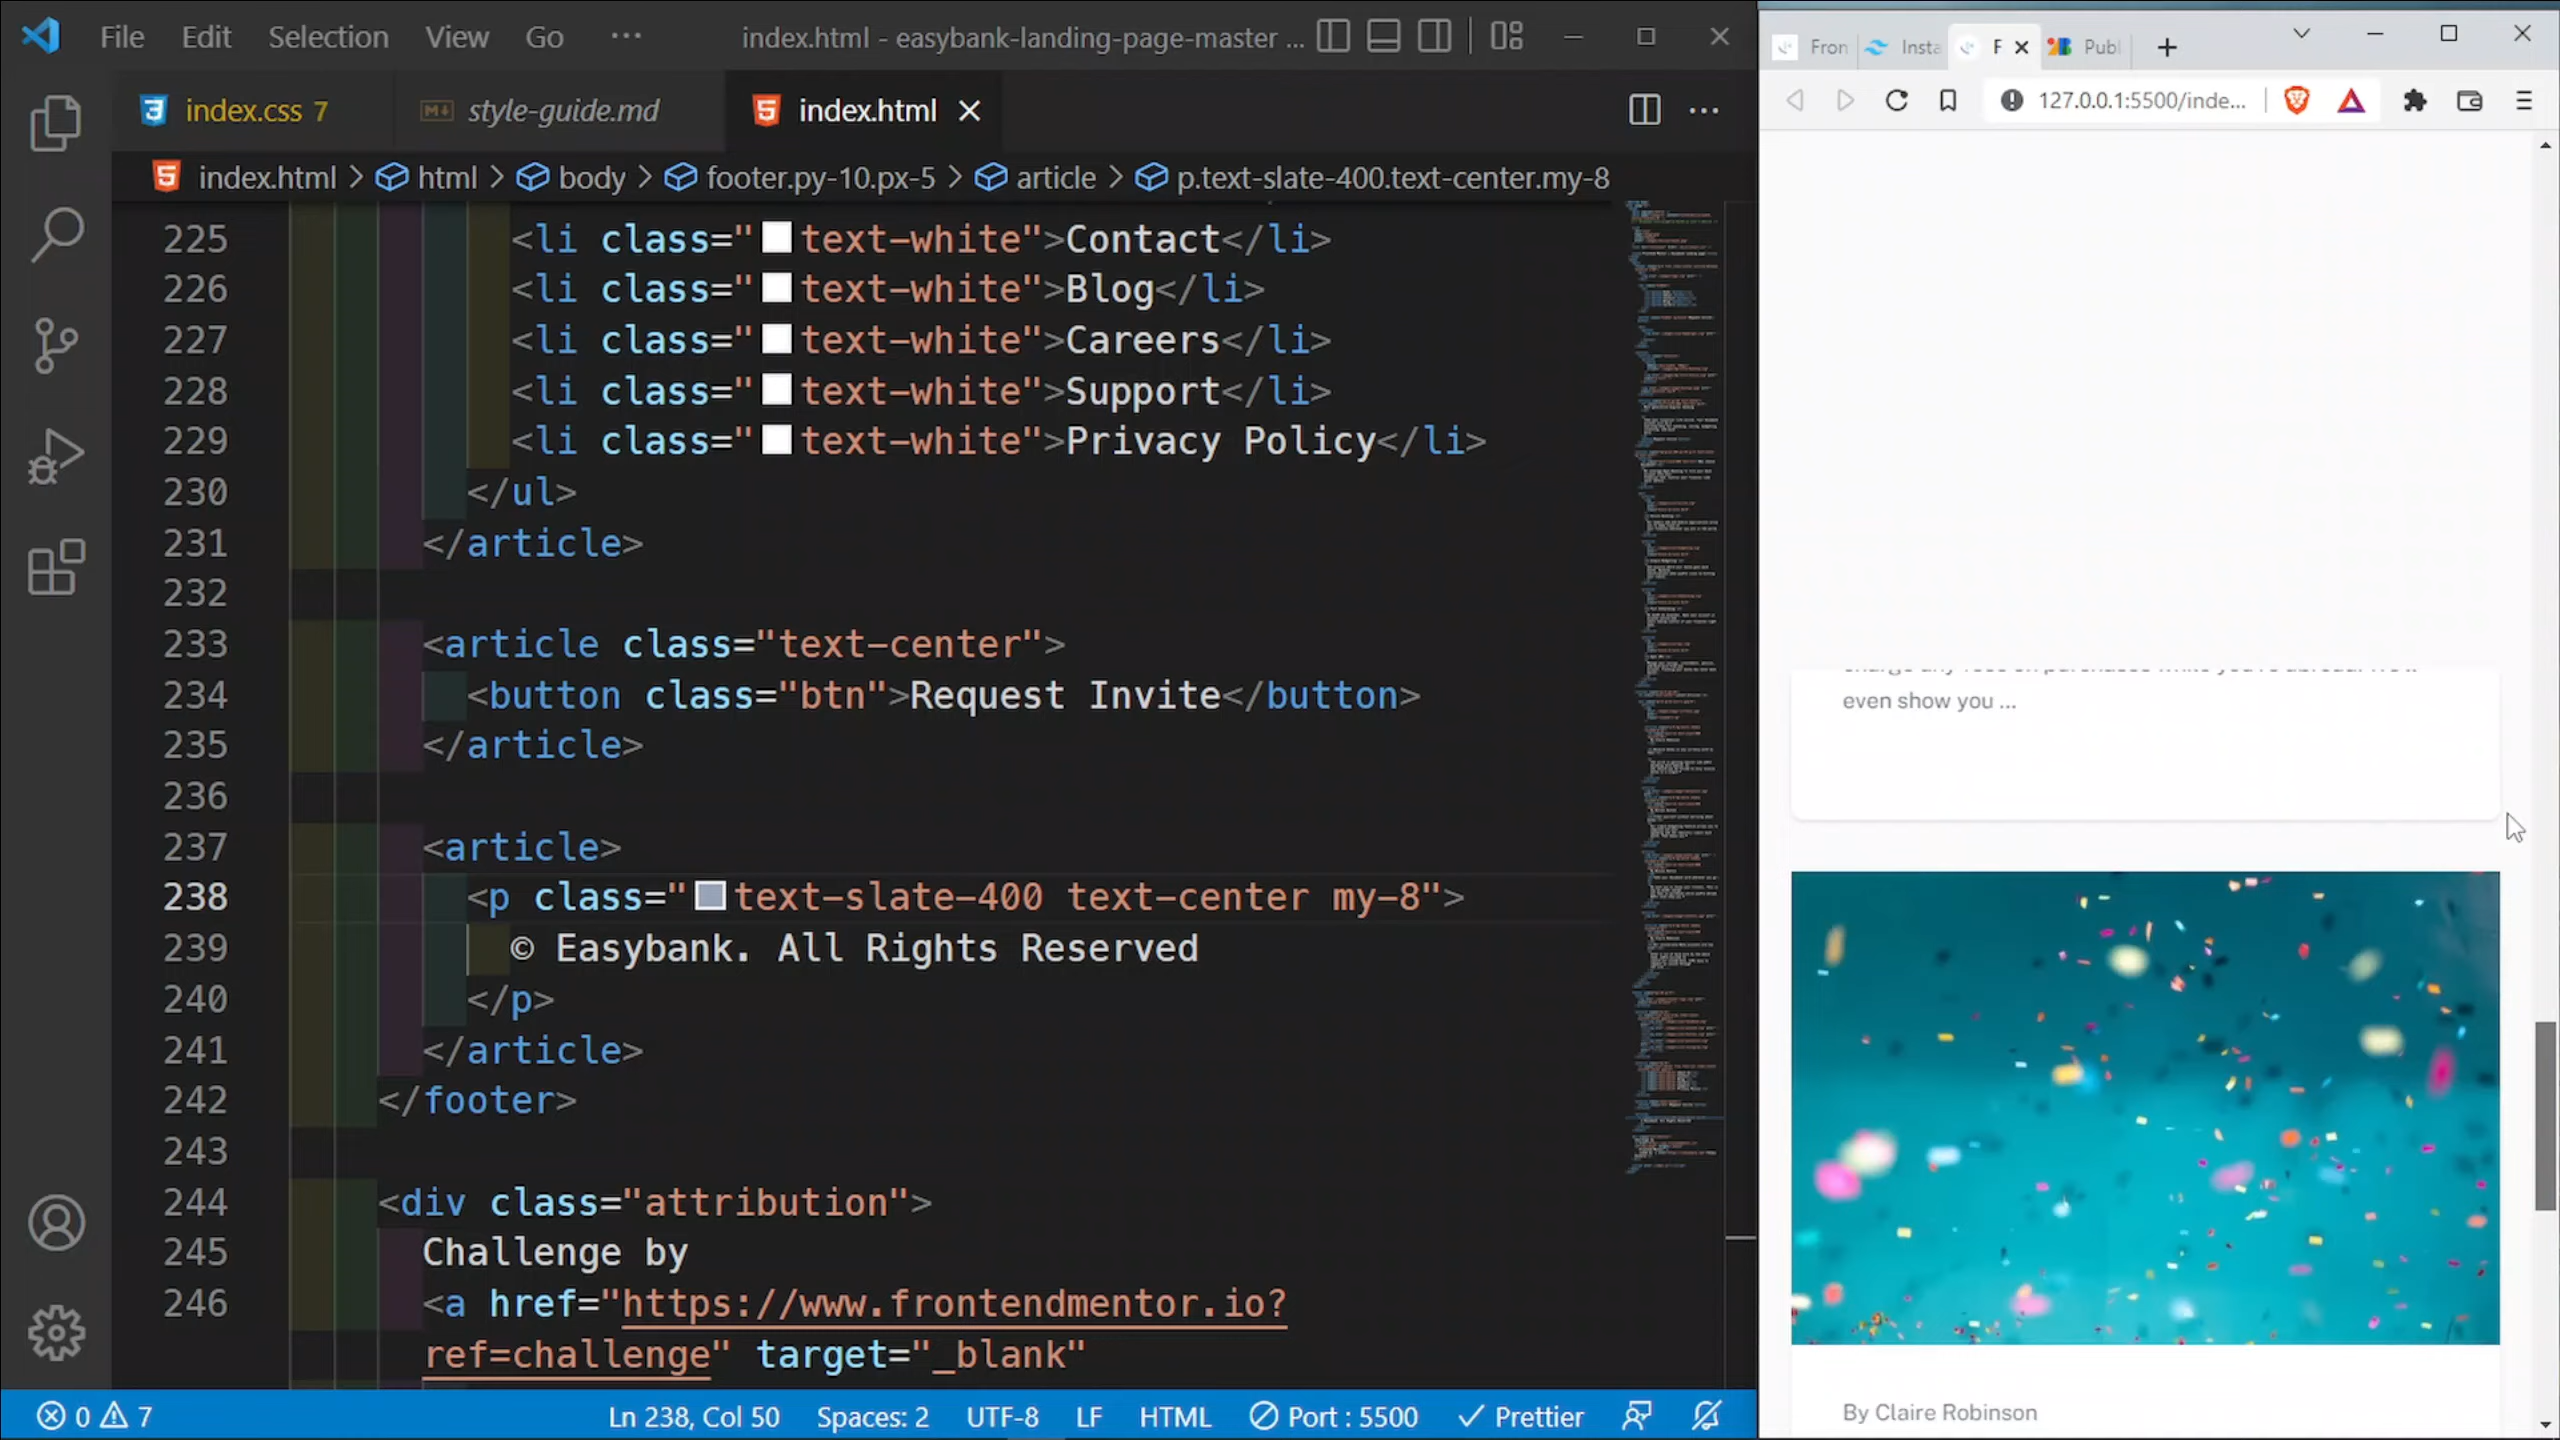 File Edit Selection View Go ··· index.html - easybank-landing-page-master ...
index.css 7 style-guide.md index.html
index.html > html > body > footer.py-10.px-5 > article > p.text-slate-400.text-center.my-8
225 <li class="text-white">Contact</li>
226 <li class="text-white">Blog</li>
227 <li class="text-white">Careers</li>
228 <li class="text-white">Support</li>
229 <li class="text-white">Privacy Policy</li>
230 </ul>
231 </article>
232
233 <article class="text-center">
234 <button class="btn">Request Invite</button>
235 </article>
236
237 <article>
238 <p class="text-slate-400 text-center my-8">
239 © Easybank. All Rights Reserved
240 </p>
241 </article>
242 </footer>
243
244 <div class="attribution">
245 Challenge by
246 <a href="https://www.frontendmentor.io?
ref=challenge" target="_blank"
0 7 Ln 238, Col 50 Spaces: 2 UTF-8 LF HTML Port : 5500 Prettier
Fron Insta F Publ
127.0.0.1:5500/inde...
even show you ...
By Claire Robinson